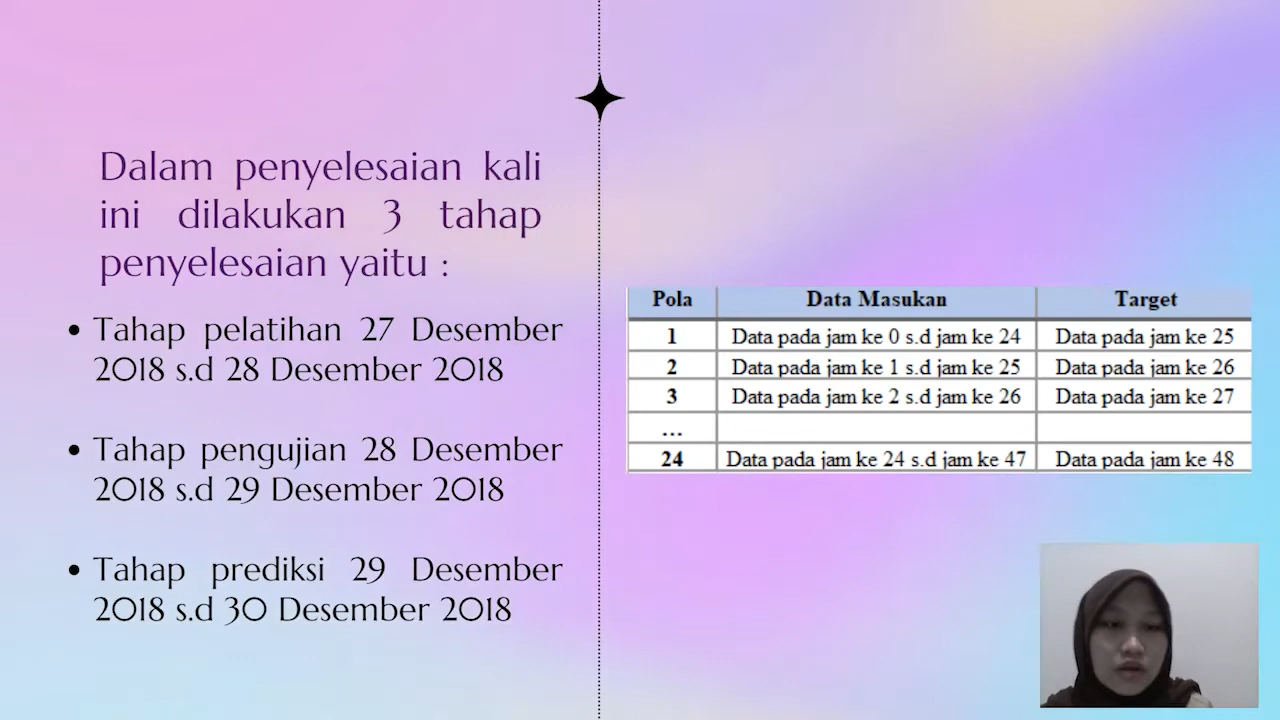 Dalam penyelesaian kali
ini dilakukan 3 tahap
penyelesaian yaitu :
• Tahap pelatihan 27 Desember
2018 s.d 28 Desember 2018
• Tahap pengujian 28 Desember
2018 s.d 29 Desember 2018
• Tahap prediksi 29 Desember
2018 s.d 30 Desember 2018
Pola Data Masukan Target
1 Data pada jam ke 0 s.d jam ke 24 Data pada jam ke 25
2 Data pada jam ke 1 s.d jam ke 25 Data pada jam ke 26
3 Data pada jam ke 2 s.d jam ke 26 Data pada jam ke 27
...
24 Data pada jam ke 24 s.d jam ke 47 Data pada jam ke 48